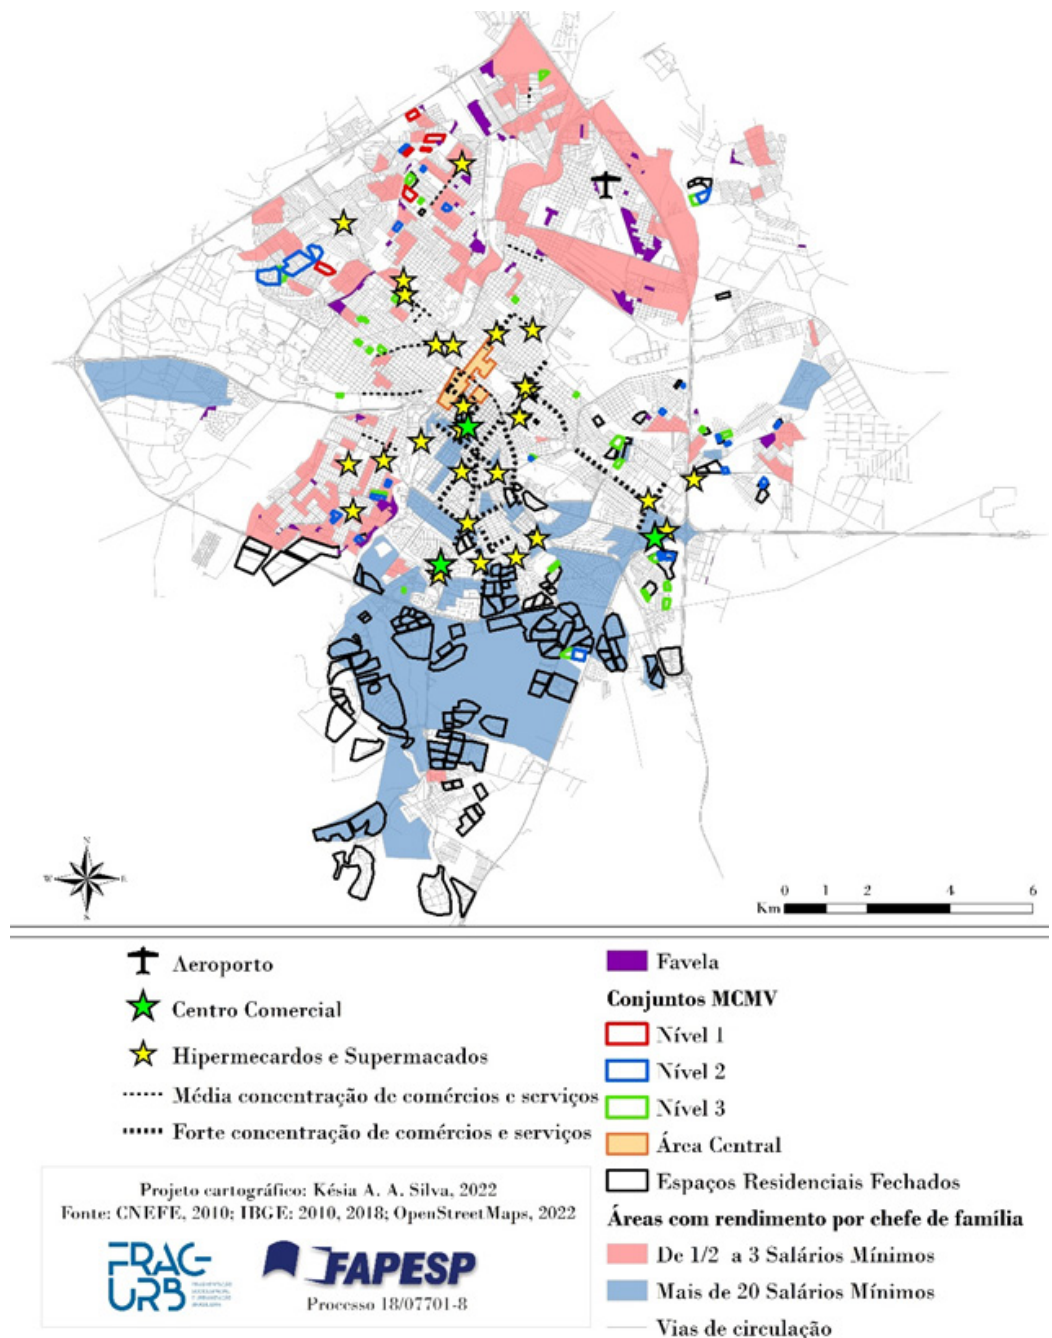 N
W
E
S
0 1 2 4 6
Km
Aeroporto
Centro Comercial
Hipermecardos e Supermacados
Média concentração de comércios e serviços
Forte concentração de comércios e serviços
Favela
Conjuntos MCMV
Nível 1
Nível 2
Nível 3
Área Central
Espaços Residenciais Fechados
Áreas com rendimento por chefe de família
De 1/2 a 3 Salários Mínimos
Mais de 20 Salários Mínimos
Vias de circulação
Projeto cartográfico: Késia A. A. Silva, 2022
Fonte: CNEFE, 2010; IBGE: 2010, 2018; OpenStreetMaps, 2022
FRAG-
URB
FAPESP
Processo 18/07701-8